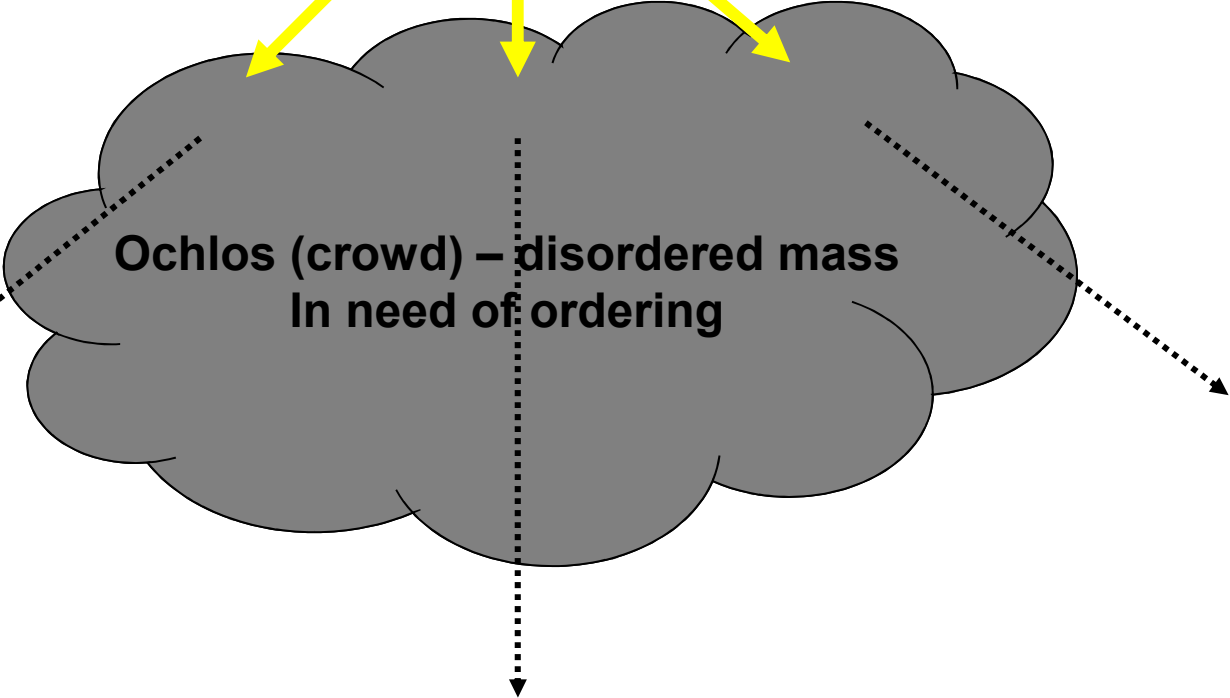 Ochlos (crowd) – disordered mass
In need of ordering